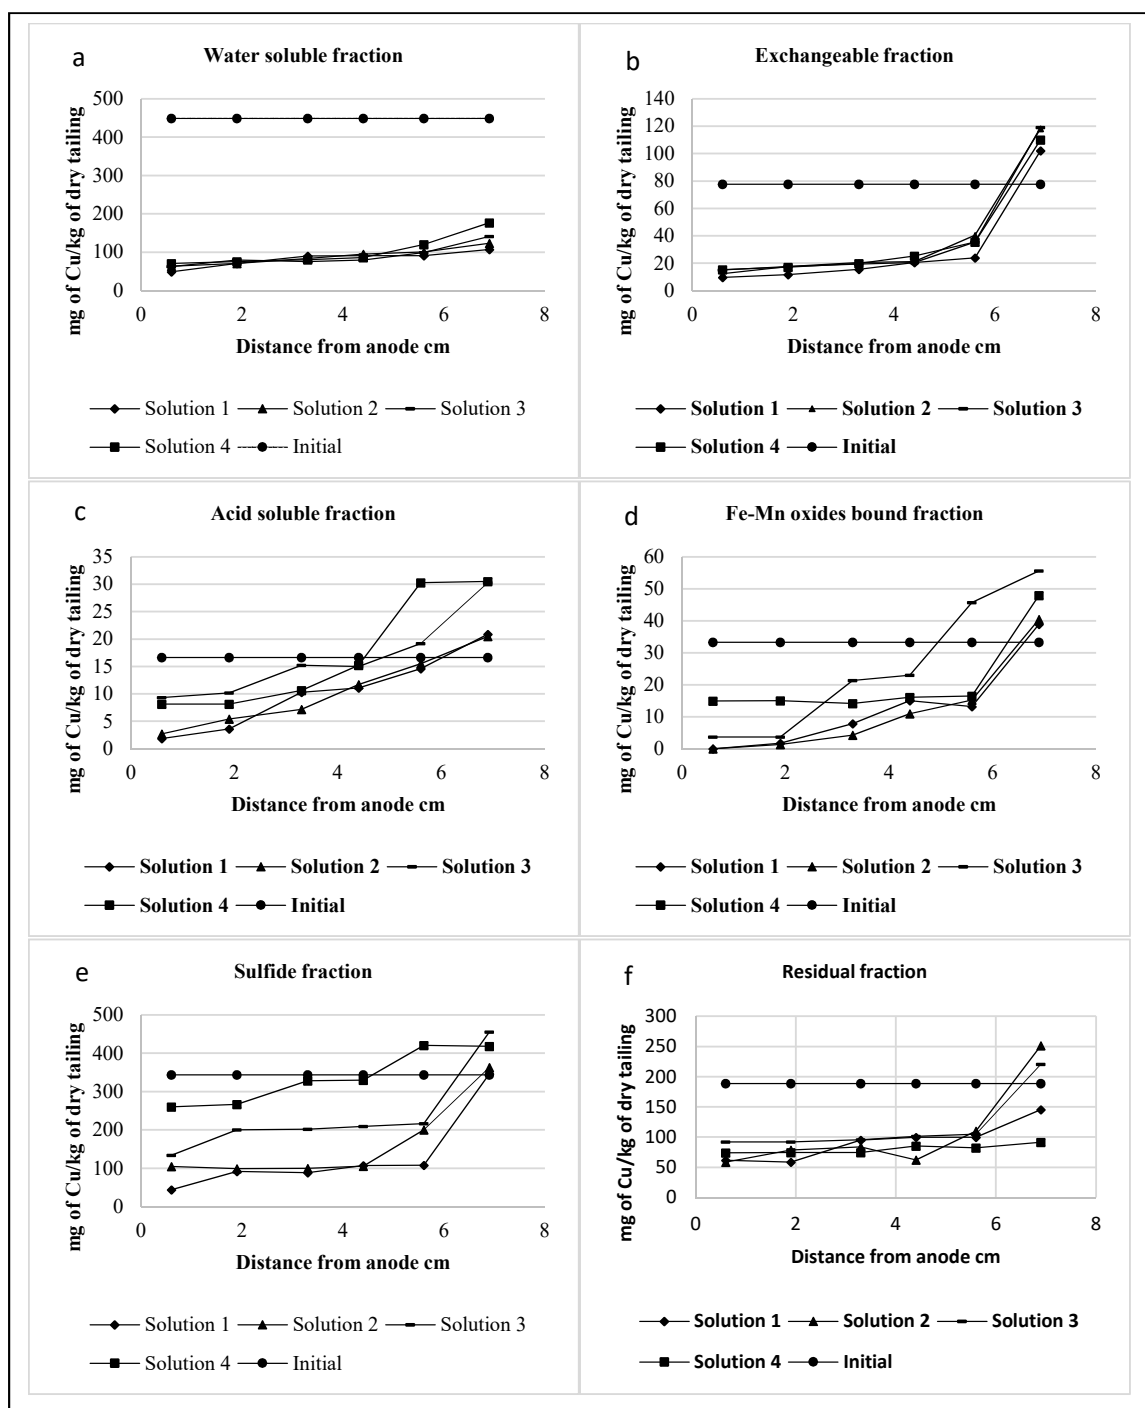 a
Water soluble fraction
mg of Cu/kg of dry tailing
500
400
300
200
100
0
0 2 4 6 8
Distance from anode cm
Solution 1 Solution 2 Solution 3
Solution 4 Initial
b
Exchangeable fraction
mg of Cu/kg of dry tailing
140
120
100
80
60
40
20
0
0 2 4 6 8
Distance from anode cm
Solution 1 Solution 2 Solution 3
Solution 4 Initial
c
Acid soluble fraction
mg of Cu/kg of dry tailing
35
30
25
20
15
10
5
0
0 2 4 6 8
Distance from anode cm
Solution 1 Solution 2 Solution 3
Solution 4 Initial
d
Fe-Mn oxides bound fraction
mg of Cu/kg of dry tailing
60
50
40
30
20
10
0
0 2 4 6 8
Distance from anode cm
Solution 1 Solution 2 Solution 3
Solution 4 Initial
e
Sulfide fraction
mg of Cu/kg of dry tailing
500
400
300
200
100
0
0 2 4 6 8
Distance from anode cm
Solution 1 Solution 2 Solution 3
Solution 4 Initial
f
Residual fraction
mg of Cu/kg of dry tailing
300
250
200
150
100
50
0
0 2 4 6 8
Distance from anode cm
Solution 1 Solution 2 Solution 3
Solution 4 Initial